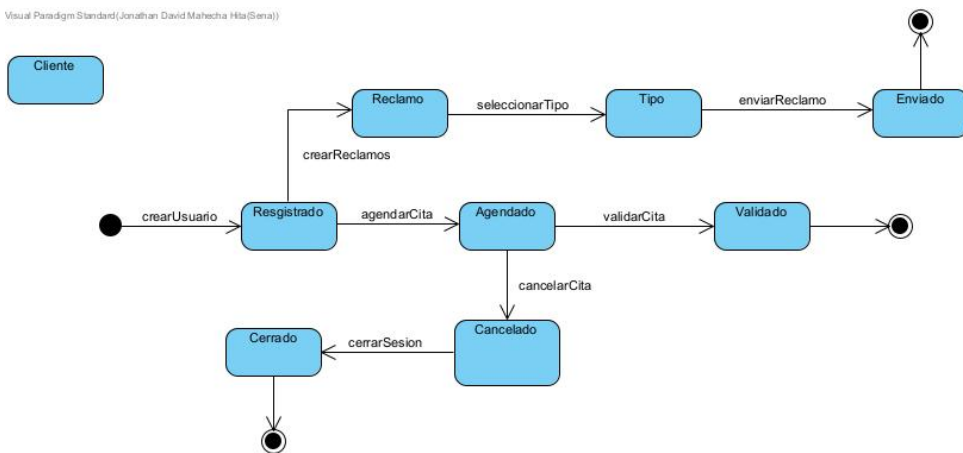 Visual Paradigm Standard(Jonathan David Mahecha Hita(Sena))
Cliente
Reclamo
seleccionarTipo
Tipo
enviarReclamo
Enviado
crearReclamos
crearUsuario
Resgistrado
agendarCita
Agendado
validarCita
Validado
cancelarCita
Cerrado
cerrarSesion
Cancelado